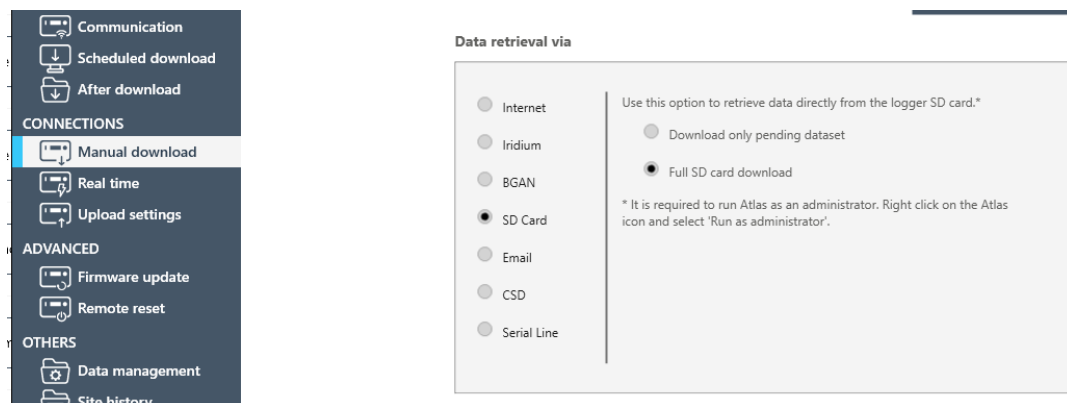 Communication
Scheduled download
After download
CONNECTIONS
Manual download
Real time
Upload settings
ADVANCED
Firmware update
Remote reset
OTHERS
Data management
Site history
Data retrieval via
Internet
Iridium
BGAN
SD Card
Email
CSD
Serial Line
Use this option to retrieve data directly from the logger SD card.*
Download only pending dataset
Full SD card download
* It is required to run Atlas as an administrator. Right click on the Atlas
icon and select 'Run as administrator'.